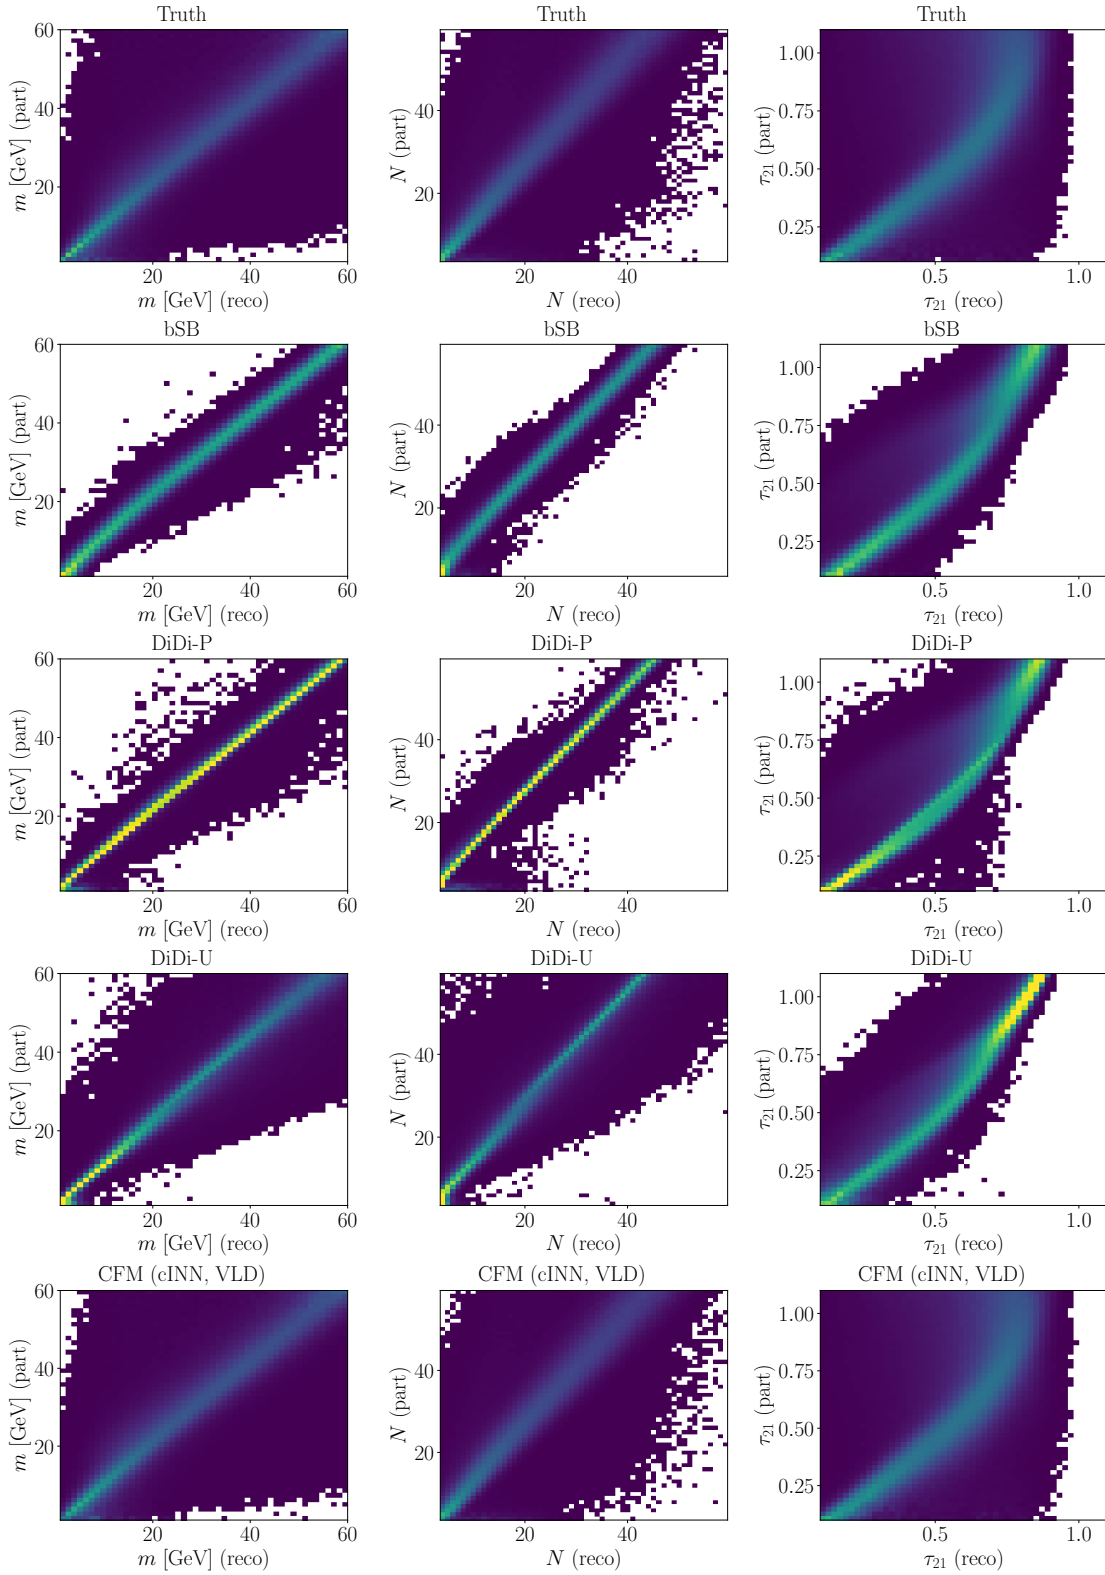 Truth
60
40
20
m [GeV] (part)
20
40
60
m [GeV] (reco)
Truth
40
20
N (part)
20
40
N (reco)
Truth
1.00
0.75
0.50
0.25
τ21 (part)
0.5
1.0
τ21 (reco)
bSB
60
40
20
m [GeV] (part)
20
40
60
m [GeV] (reco)
bSB
40
20
N (part)
20
40
N (reco)
bSB
1.00
0.75
0.50
0.25
τ21 (part)
0.5
1.0
τ21 (reco)
DiDi-P
60
40
20
m [GeV] (part)
20
40
60
m [GeV] (reco)
DiDi-P
40
20
N (part)
20
40
N (reco)
DiDi-P
1.00
0.75
0.50
0.25
τ21 (part)
0.5
1.0
τ21 (reco)
DiDi-U
60
40
20
m [GeV] (part)
20
40
60
m [GeV] (reco)
DiDi-U
40
20
N (part)
20
40
N (reco)
DiDi-U
1.00
0.75
0.50
0.25
τ21 (part)
0.5
1.0
τ21 (reco)
CFM (cINN, VLD)
60
40
20
m [GeV] (part)
20
40
60
m [GeV] (reco)
CFM (cINN, VLD)
40
20
N (part)
20
40
N (reco)
CFM (cINN, VLD)
1.00
0.75
0.50
0.25
τ21 (part)
0.5
1.0
τ21 (reco)